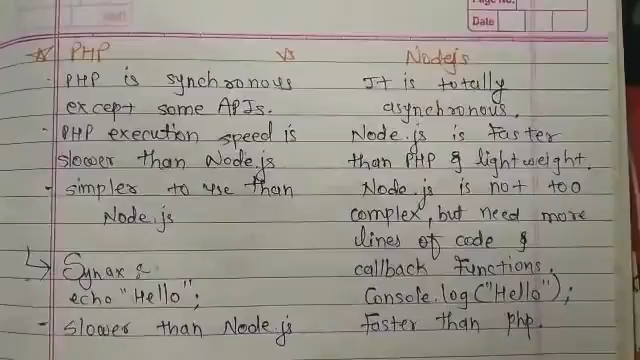 Page No.
Date
☆ PHP vs Nodejs
- PHP is synchronous It is totally
except some APIs. asynchronous.
- PHP execution speed is Node.js is faster
slower than Node.js than PHP & lightweight.
- simpler to use than Node.js is not too
Node.js complex, but need more
lines of code &
↳ Synax :- callback functions.
echo "Hello"; Console.log("Hello");
- slower than Node.js Faster than php.